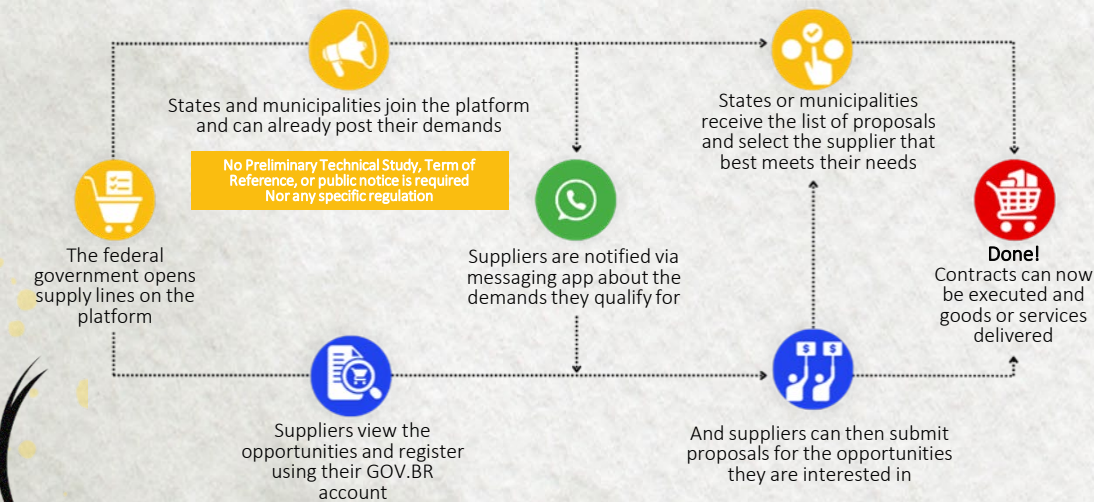 States and municipalities join the platform
and can already post their demands
No Preliminary Technical Study, Term of
Reference, or public notice is required
Nor any specific regulation
States or municipalities
receive the list of proposals
and select the supplier that
best meets their needs
The federal
government opens
supply lines on the
platform
Suppliers are notified via
messaging app about the
demands they qualify for
Done!
Contracts can now
be executed and
goods or services
delivered
Suppliers view the
opportunities and register
using their GOV.BR
account
$ $
And suppliers can then submit
proposals for the opportunities
they are interested in